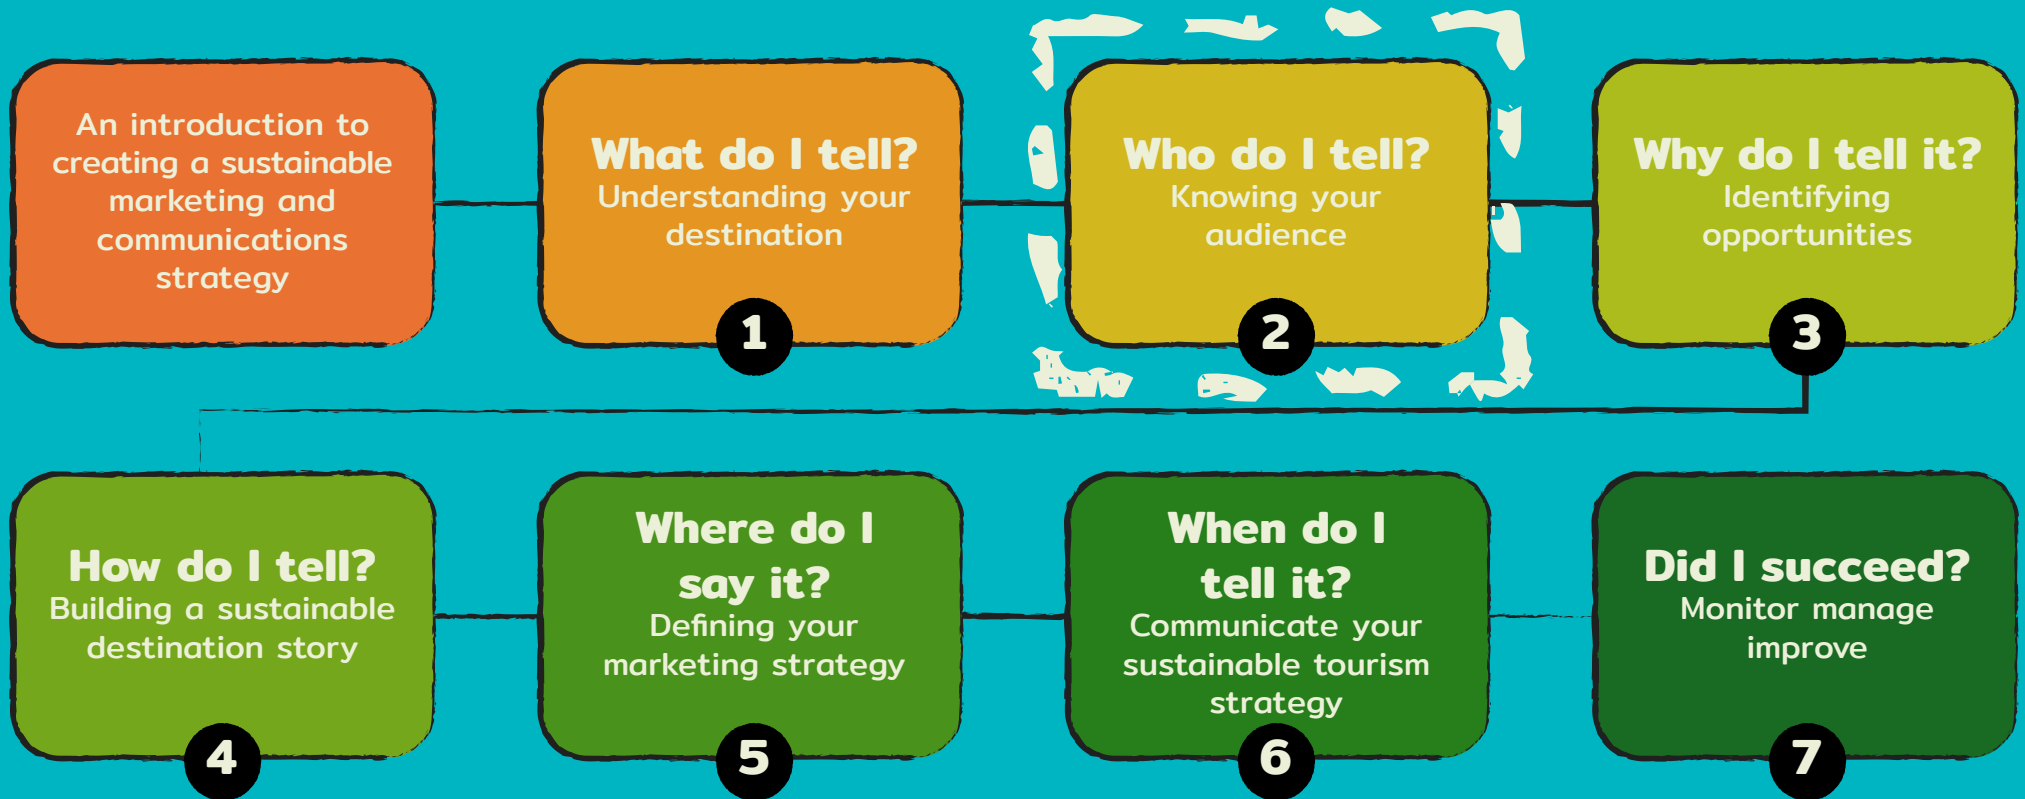 An introduction to
creating a sustainable
marketing and
communications
strategy
What do I tell?
Understanding your
destination
1
Who do I tell?
Knowing your
audience
2
Why do I tell it?
Identifying
opportunities
3
How do I tell?
Building a sustainable
destination story
4
Where do I
say it?
Defining your
marketing strategy
5
When do I
tell it?
Communicate your
sustainable tourism
strategy
6
Did I succeed?
Monitor manage
improve
7